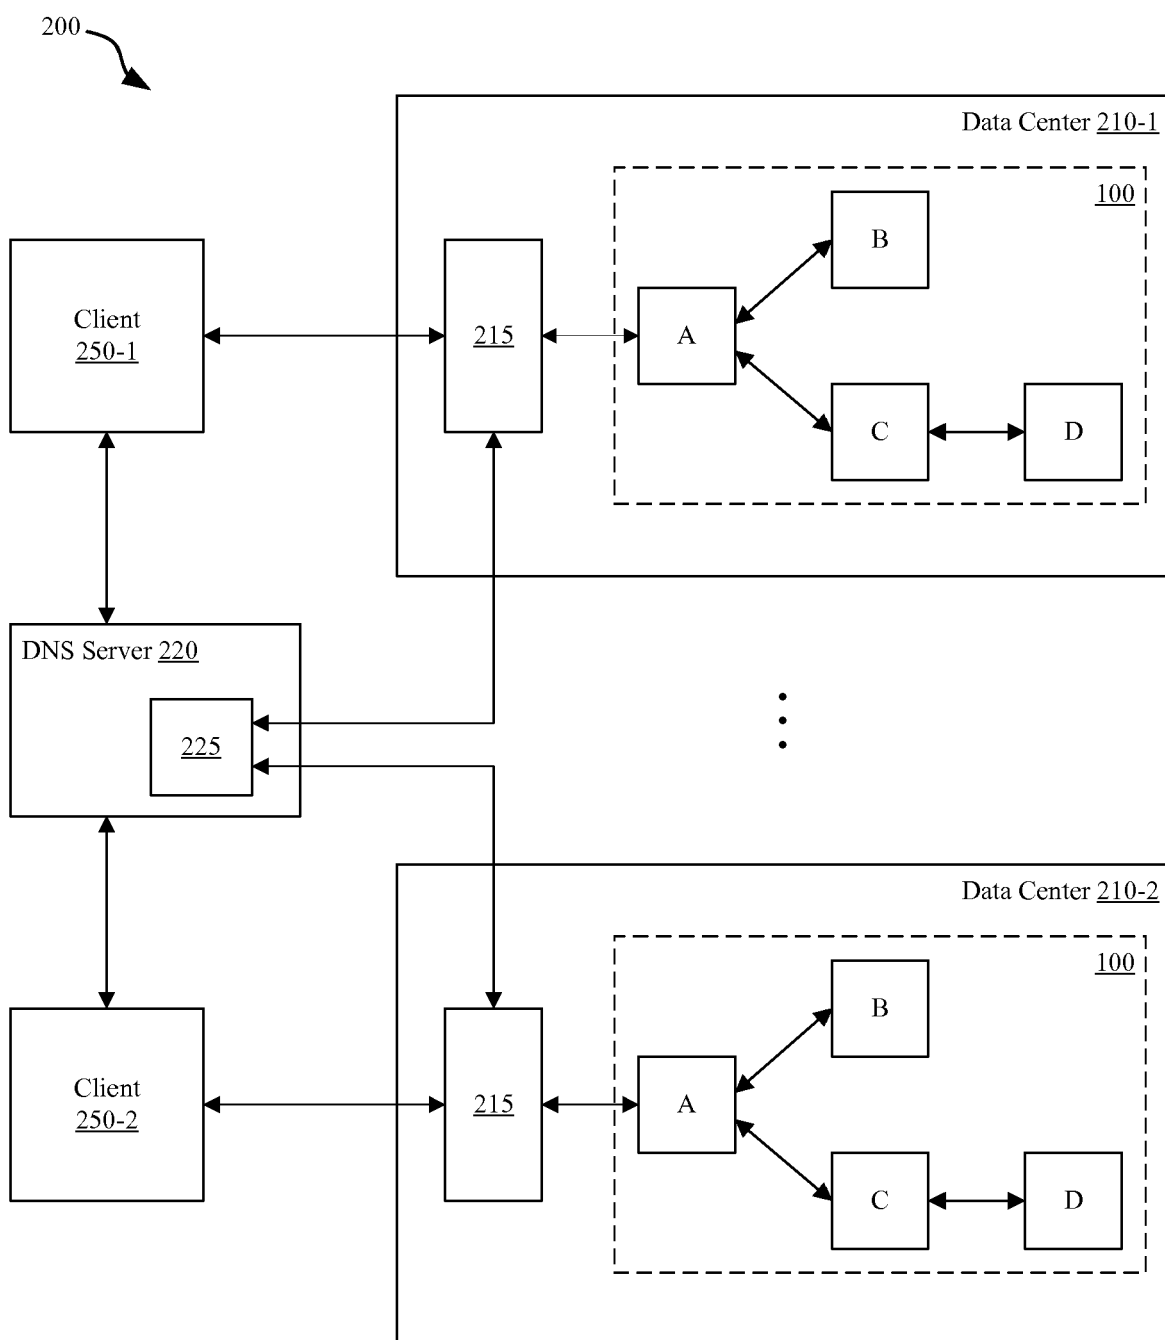 200
Data Center 210-1
100
B
Client
250-1
215
A
C
D
DNS Server 220
225
Data Center 210-2
100
B
Client
250-2
215
A
C
D